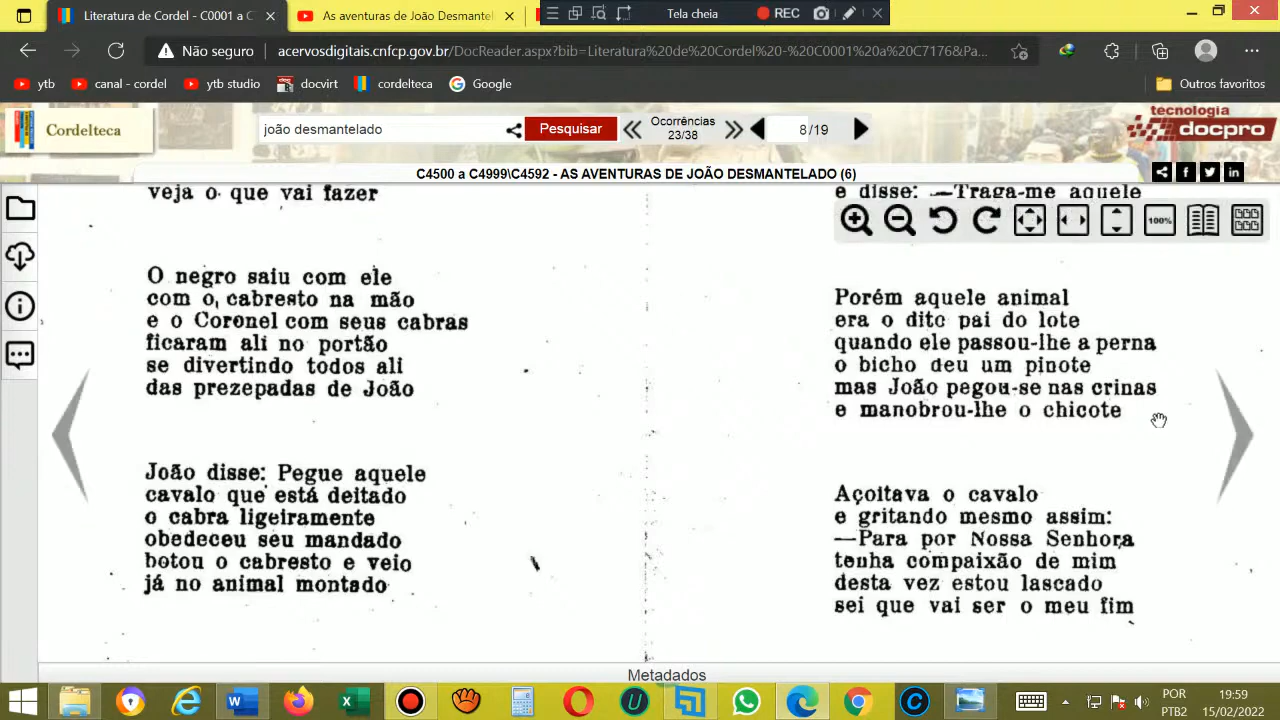 Literatura de Cordel - C0001 a C
As aventuras de João Desmantel
Tela cheia
REC
Não seguro
acervosdigitais.cnfcp.gov.br/DocReader.aspx?bib=Literatura%20de%20Cordel%20-%20C0001%20a%20C7176&Pa...
ytb
canal - cordel
ytb studio
docvirt
cordelteca
Google
Outros favoritos
Cordelteca
joão desmantelado
Pesquisar
Ocorrências
23/38
8/19
tecnologia
docpro
C4500 a C4999\C4592 - AS AVENTURAS DE JOÃO DESMANTELADO (6)
veja o que vai fazer
O negro saiu com ele
com o, cabresto na mão
e o Coronel com seus cabras
ficaram ali no portão
se divertindo todos ali
das prezepadas de João
João disse: Pegue aquele
cavalo que está deitado
o cabra ligeiramente
obedeceu seu mandado
botou o cabresto e veio
já no animal montado
e disse: —Traga-me aquele
100%
Porém aquele animal
era o dito pai do lote
quando ele passou-lhe a perna
o bicho deu um pinote
mas João pegou-se nas crinas
e manobrou-lhe o chicote
Açoitava o cavalo
e gritando mesmo assim:
—Para por Nossa Senhora
tenha compaixão de mim
desta vez estou lascado
sei que vai ser o meu fim
Metadados
POR
PTB2
19:59
15/02/2022